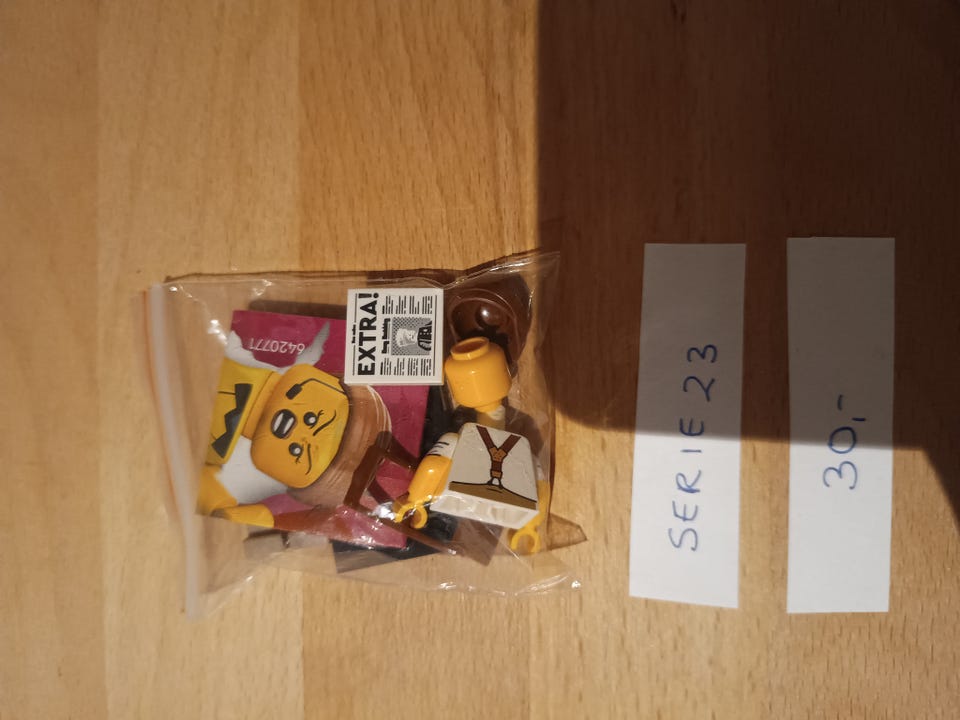 6420771
EXTRA!
SERIE 23
30,-